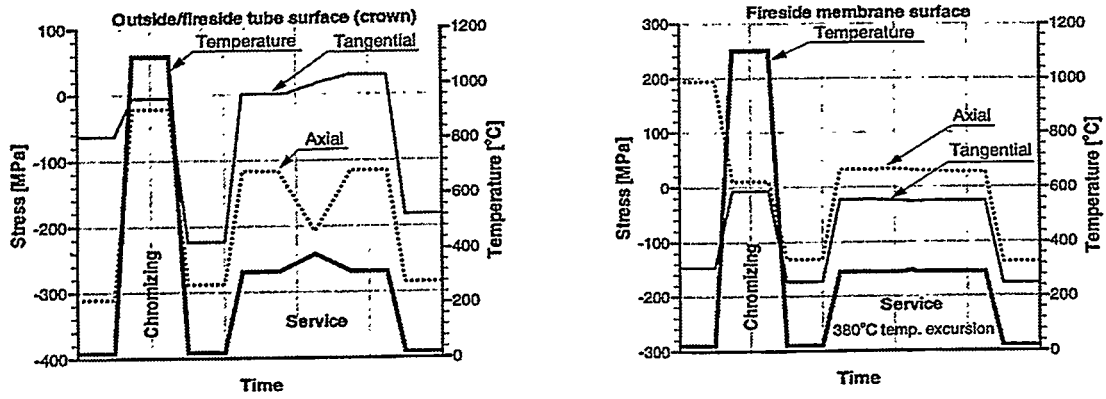 Outside/fireside tube surface (crown)
100
0
-100
-200
-300
-400
Stress [MPa]
1200
1000
800
600
400
200
0
Temperature [°C]
Temperature
Tangential
Axial
Chromizing
Service
Time
Fireside membrane surface
300
200
100
0
-100
-200
-300
Stress [MPa]
1200
1000
800
600
400
200
0
Temperature [°C]
Temperature
Axial
Tangential
Chromizing
Service
380°C temp. excursion
Time